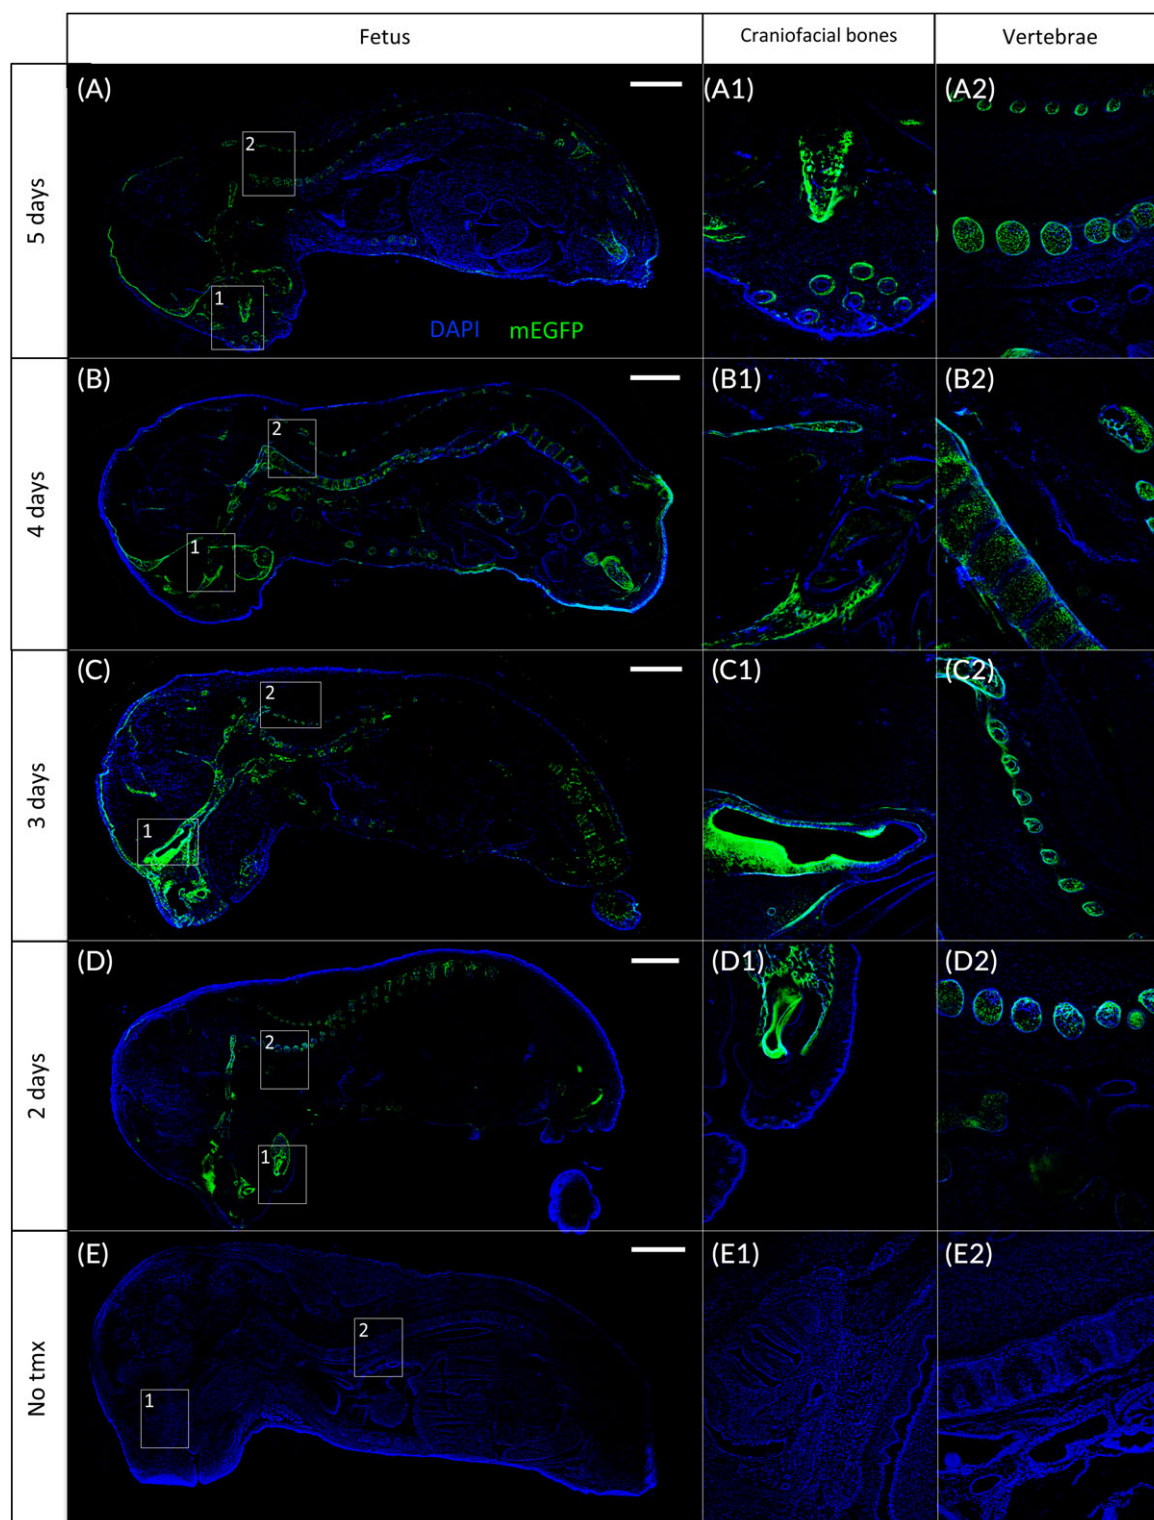 Fetus Craniofacial bones Vertebrae
5 days
(A) (A1) (A2)
2
1
DAPI mEGFP
4 days
(B) (B1) (B2)
2
1
3 days
(C) (C1) (C2)
2
1
2 days
(D) (D1) (D2)
2
1
No tmx
(E) (E1) (E2)
2
1